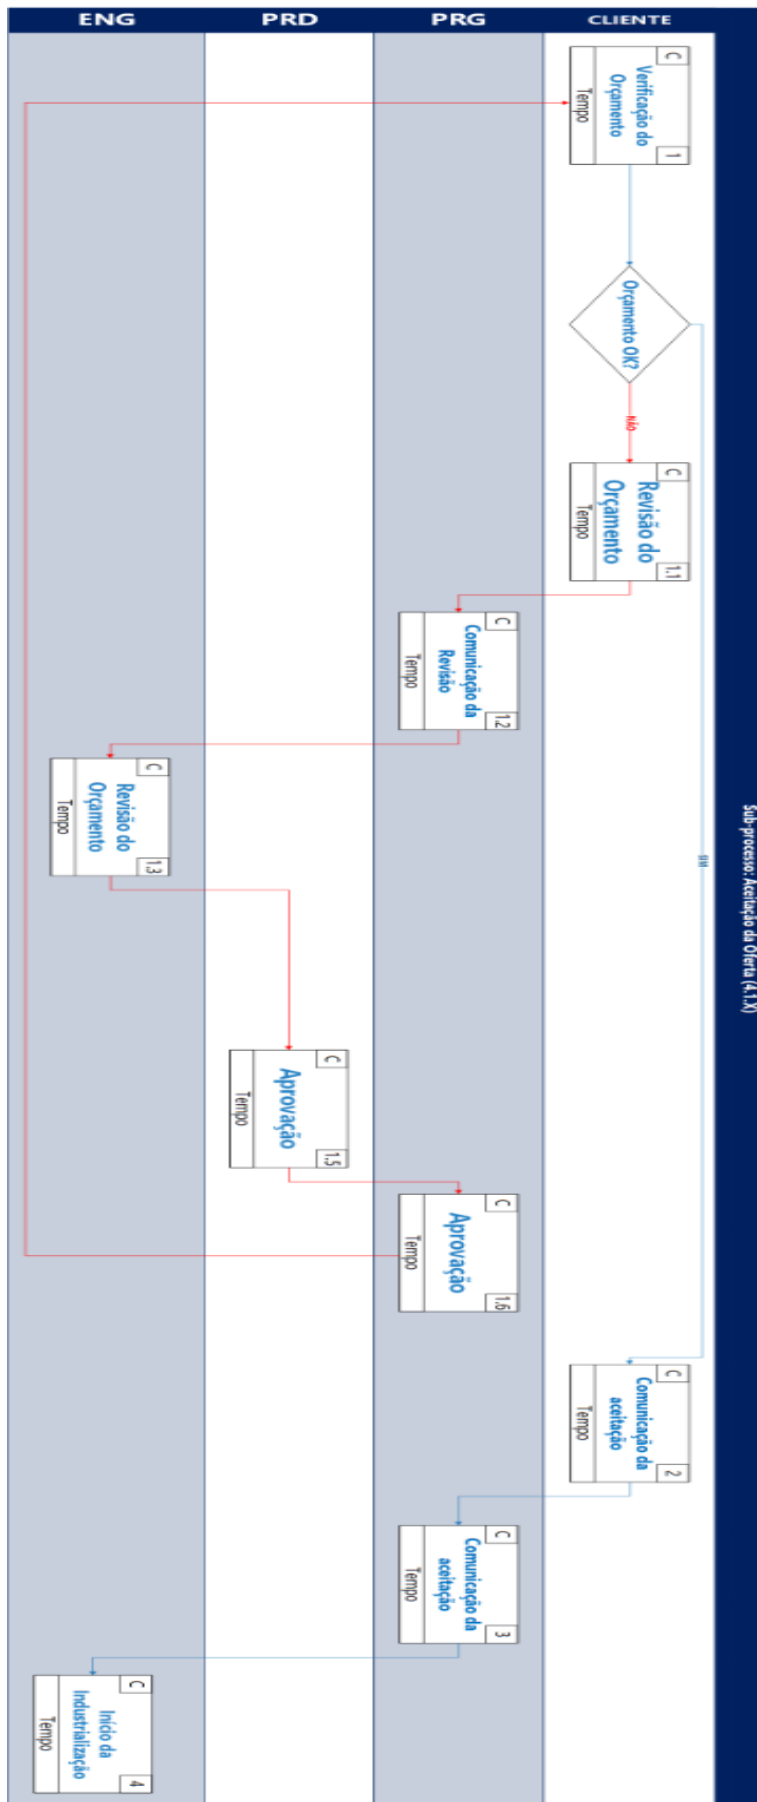 Sub-processo: Aceitação da Oferta (4.1.X)
CLIENTE
PRG
PRD
ENG
C
1
Verificação do
Orçamento
Tempo
Orçamento OK?
NÃO
SIM
C
1.1
Revisão do
Orçamento
Tempo
C
1.2
Comunicação da
Revisão
Tempo
C
1.3
Revisão do
Orçamento
Tempo
C
1.5
Aprovação
Tempo
C
1.6
Aprovação
Tempo
C
2
Comunicação da
aceitação
Tempo
C
3
Comunicação da
aceitação
Tempo
C
4
Início da
Industrialização
Tempo